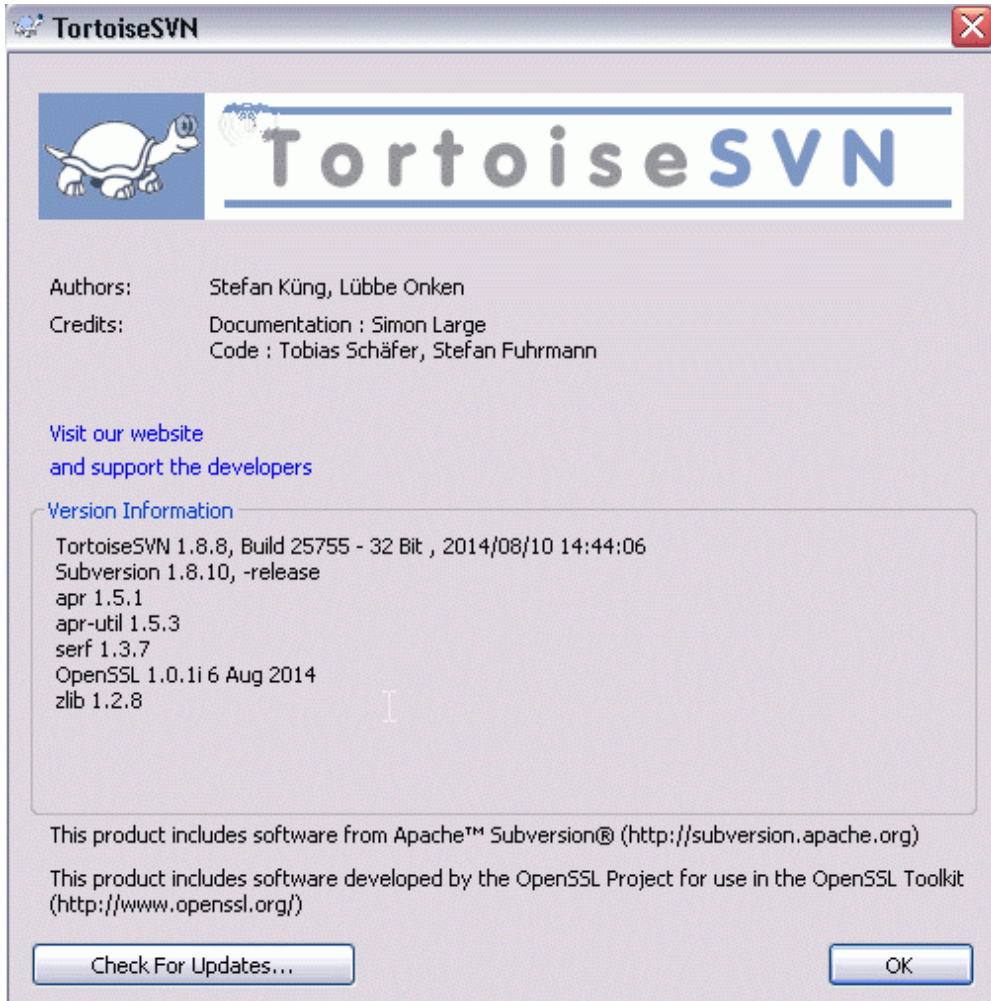 TortoiseSVN
TortoiseSVN
Authors: Stefan Küng, Lübbe Onken
Credits: Documentation : Simon Large
Code : Tobias Schäfer, Stefan Fuhrmann
Visit our website
and support the developers
Version Information
TortoiseSVN 1.8.8, Build 25755 - 32 Bit , 2014/08/10 14:44:06
Subversion 1.8.10, -release
apr 1.5.1
apr-util 1.5.3
serf 1.3.7
OpenSSL 1.0.1i 6 Aug 2014
zlib 1.2.8
This product includes software from Apache™ Subversion® (http://subversion.apache.org)
This product includes software developed by the OpenSSL Project for use in the OpenSSL Toolkit
(http://www.openssl.org/)
Check For Updates...
OK